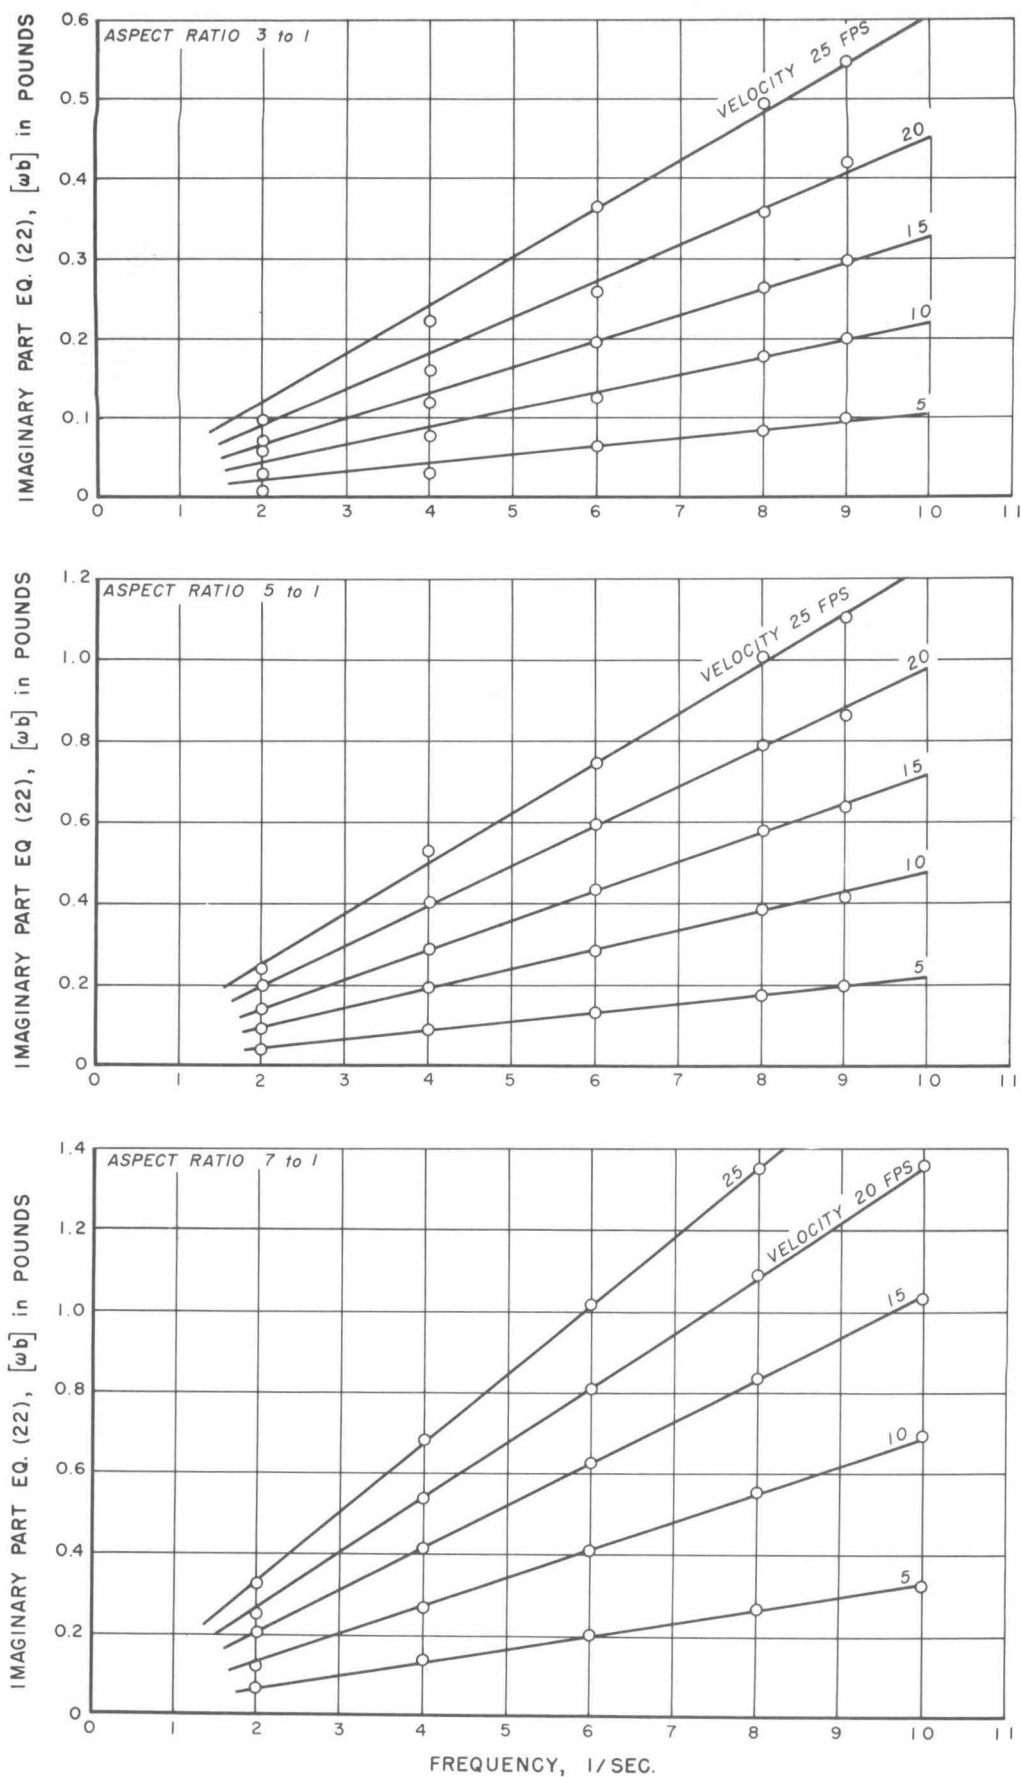 IMAGINARY PART EQ. (22), [ωb] in POUNDS
ASPECT RATIO 3 to 1
VELOCITY 25 FPS
20
15
10
5
0.6
0.5
0.4
0.3
0.2
0.1
0
0 1 2 3 4 5 6 7 8 9 10 11
IMAGINARY PART EQ (22), [ωb] in POUNDS
ASPECT RATIO 5 to 1
VELOCITY 25 FPS
20
15
10
5
1.2
1.0
0.8
0.6
0.4
0.2
0
0 1 2 3 4 5 6 7 8 9 10 11
IMAGINARY PART EQ. (22), [ωb] in POUNDS
ASPECT RATIO 7 to 1
25
VELOCITY 20 FPS
15
10
5
1.4
1.2
1.0
0.8
0.6
0.4
0.2
0
0 1 2 3 4 5 6 7 8 9 10 11
FREQUENCY, 1/SEC.